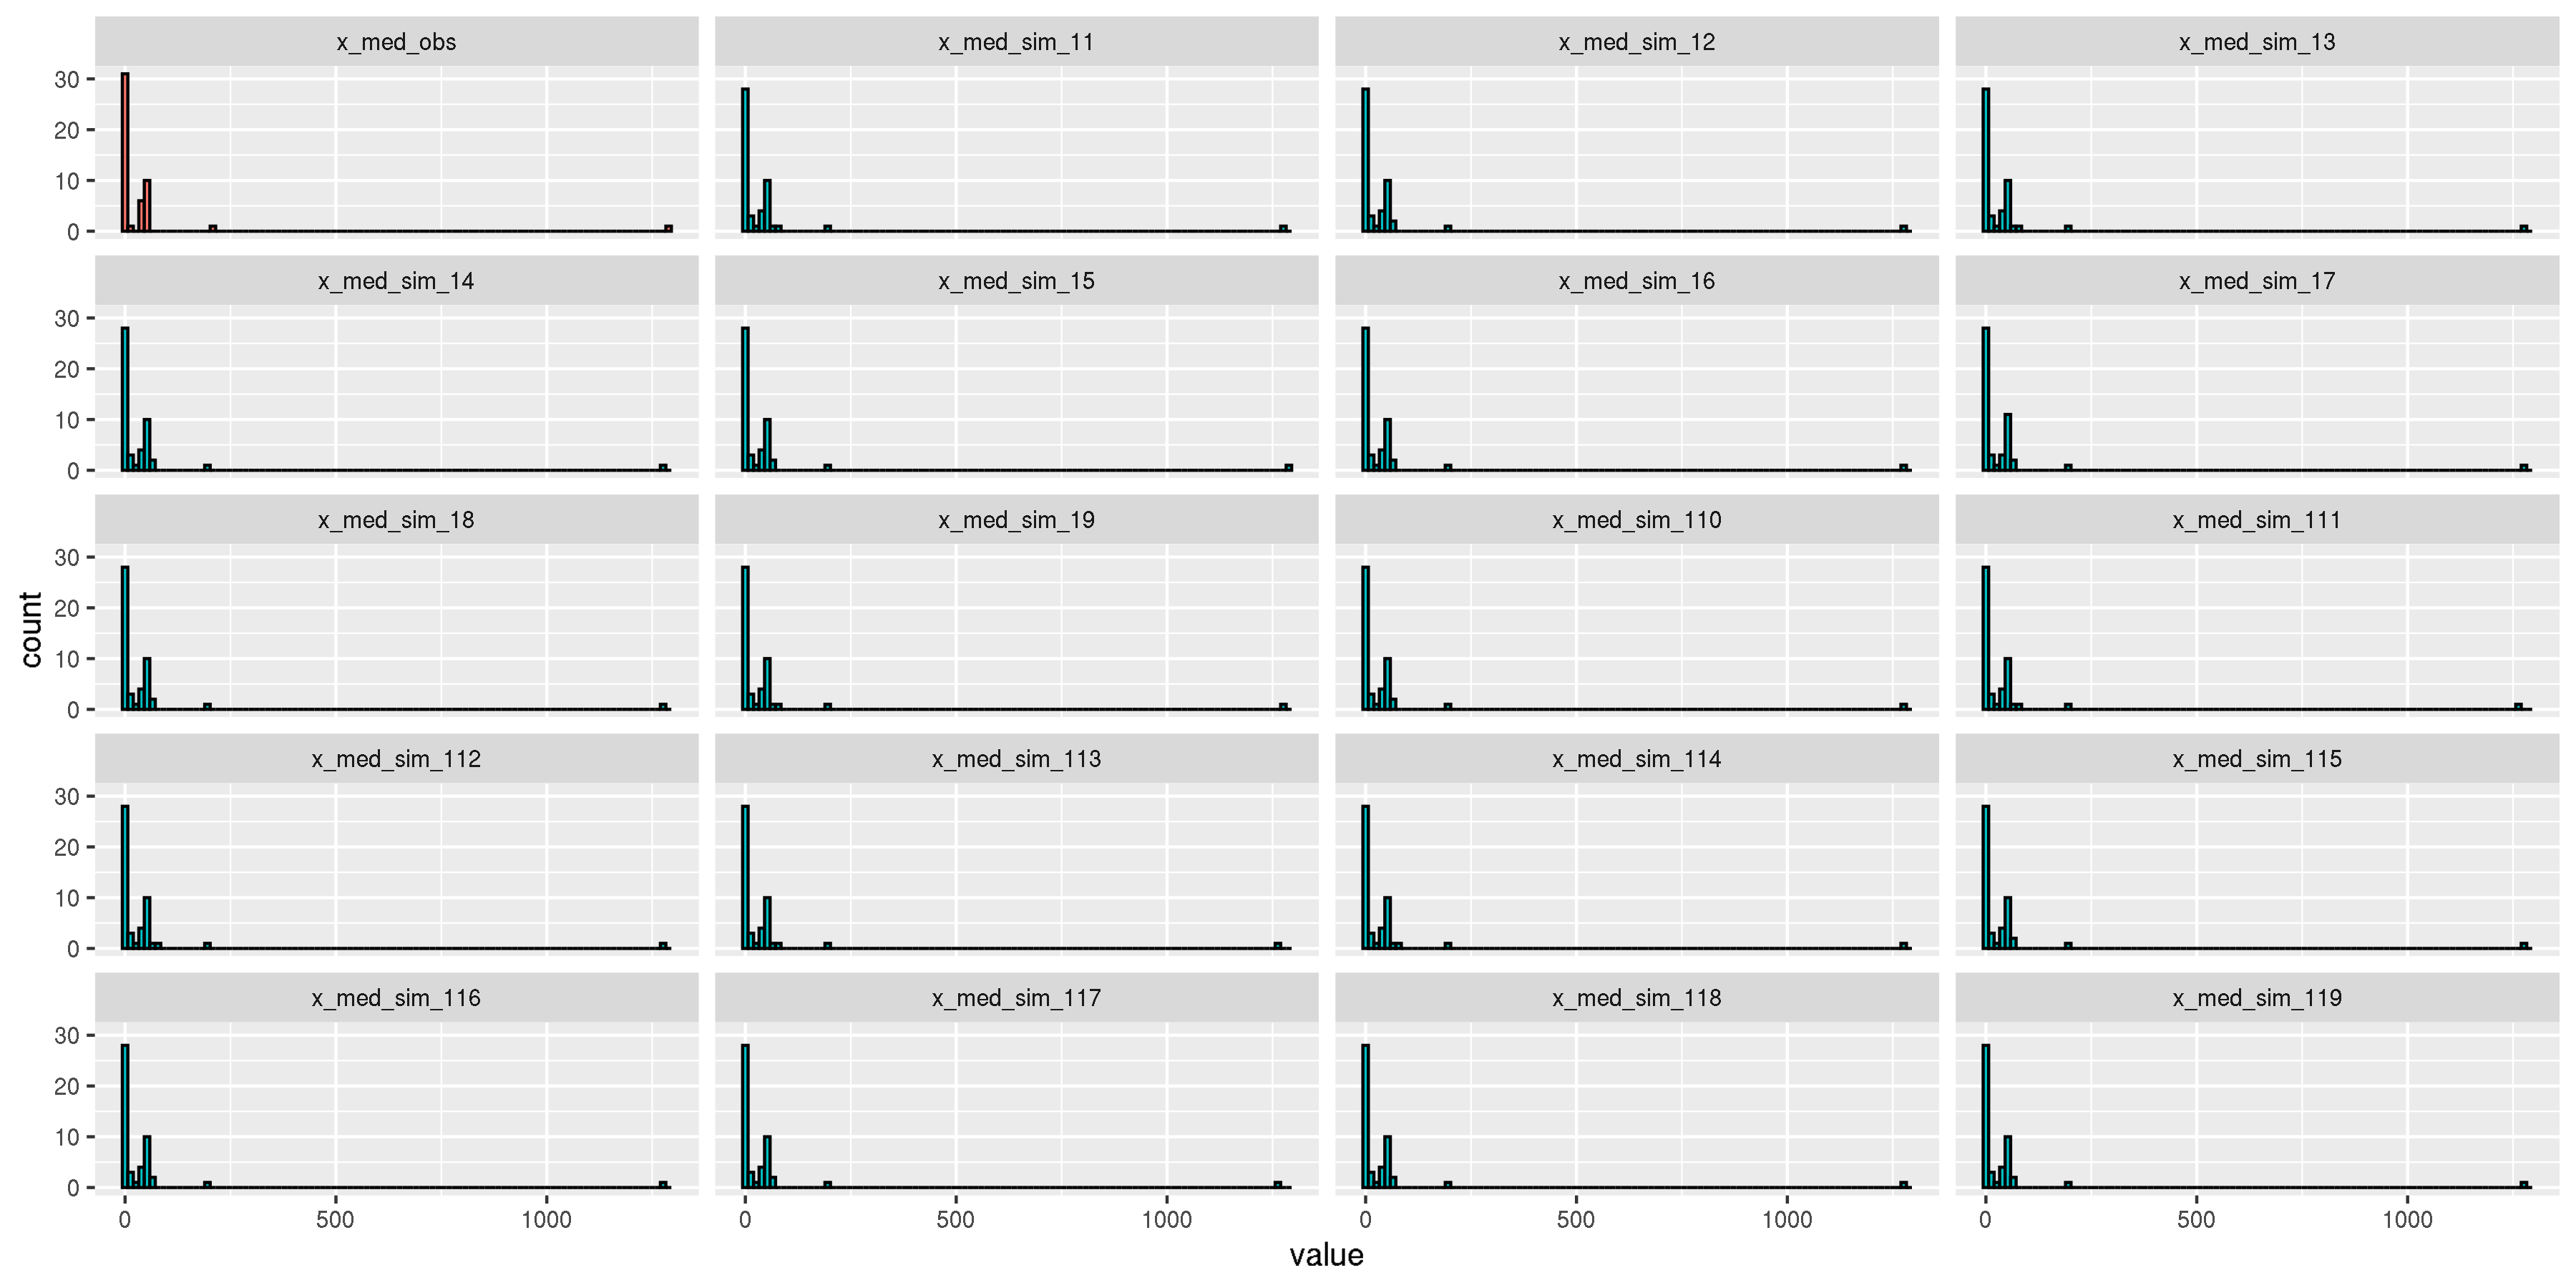 x_med_obs x_med_sim_11 x_med_sim_12 x_med_sim_13
30
20
10
0
x_med_sim_14 x_med_sim_15 x_med_sim_16 x_med_sim_17
30
20
10
0
x_med_sim_18 x_med_sim_19 x_med_sim_110 x_med_sim_111
30
20
10
0
x_med_sim_112 x_med_sim_113 x_med_sim_114 x_med_sim_115
30
20
10
0
x_med_sim_116 x_med_sim_117 x_med_sim_118 x_med_sim_119
30
20
10
0
0 500 1000 0 500 1000 0 500 1000 0 500 1000
value
count